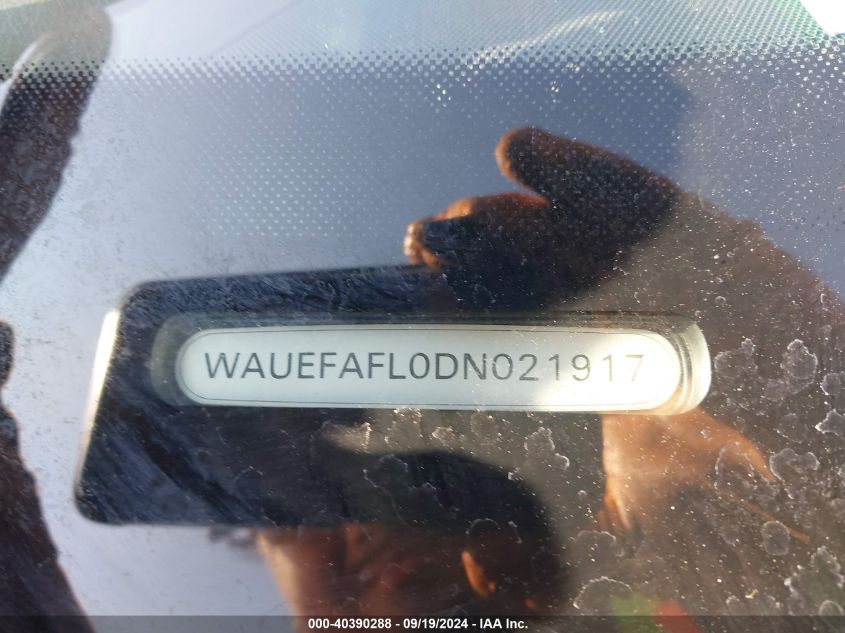 WAUEFAFL0DN021917
000-40390288 - 09/19/2024 - IAA Inc.